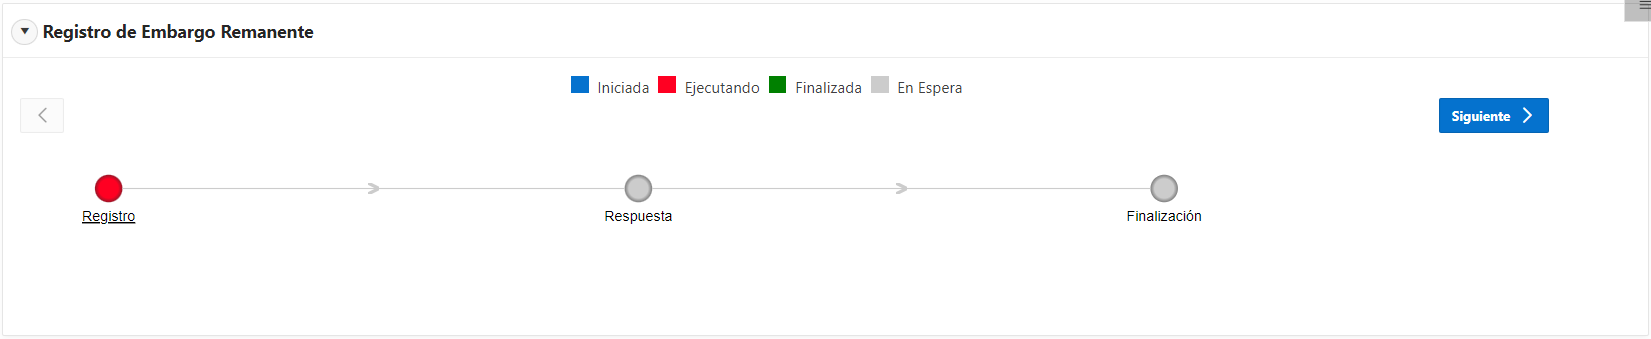 Registro de Embargo Remanente
Iniciada Ejecutando Finalizada En Espera
Siguiente
Registro Respuesta Finalización